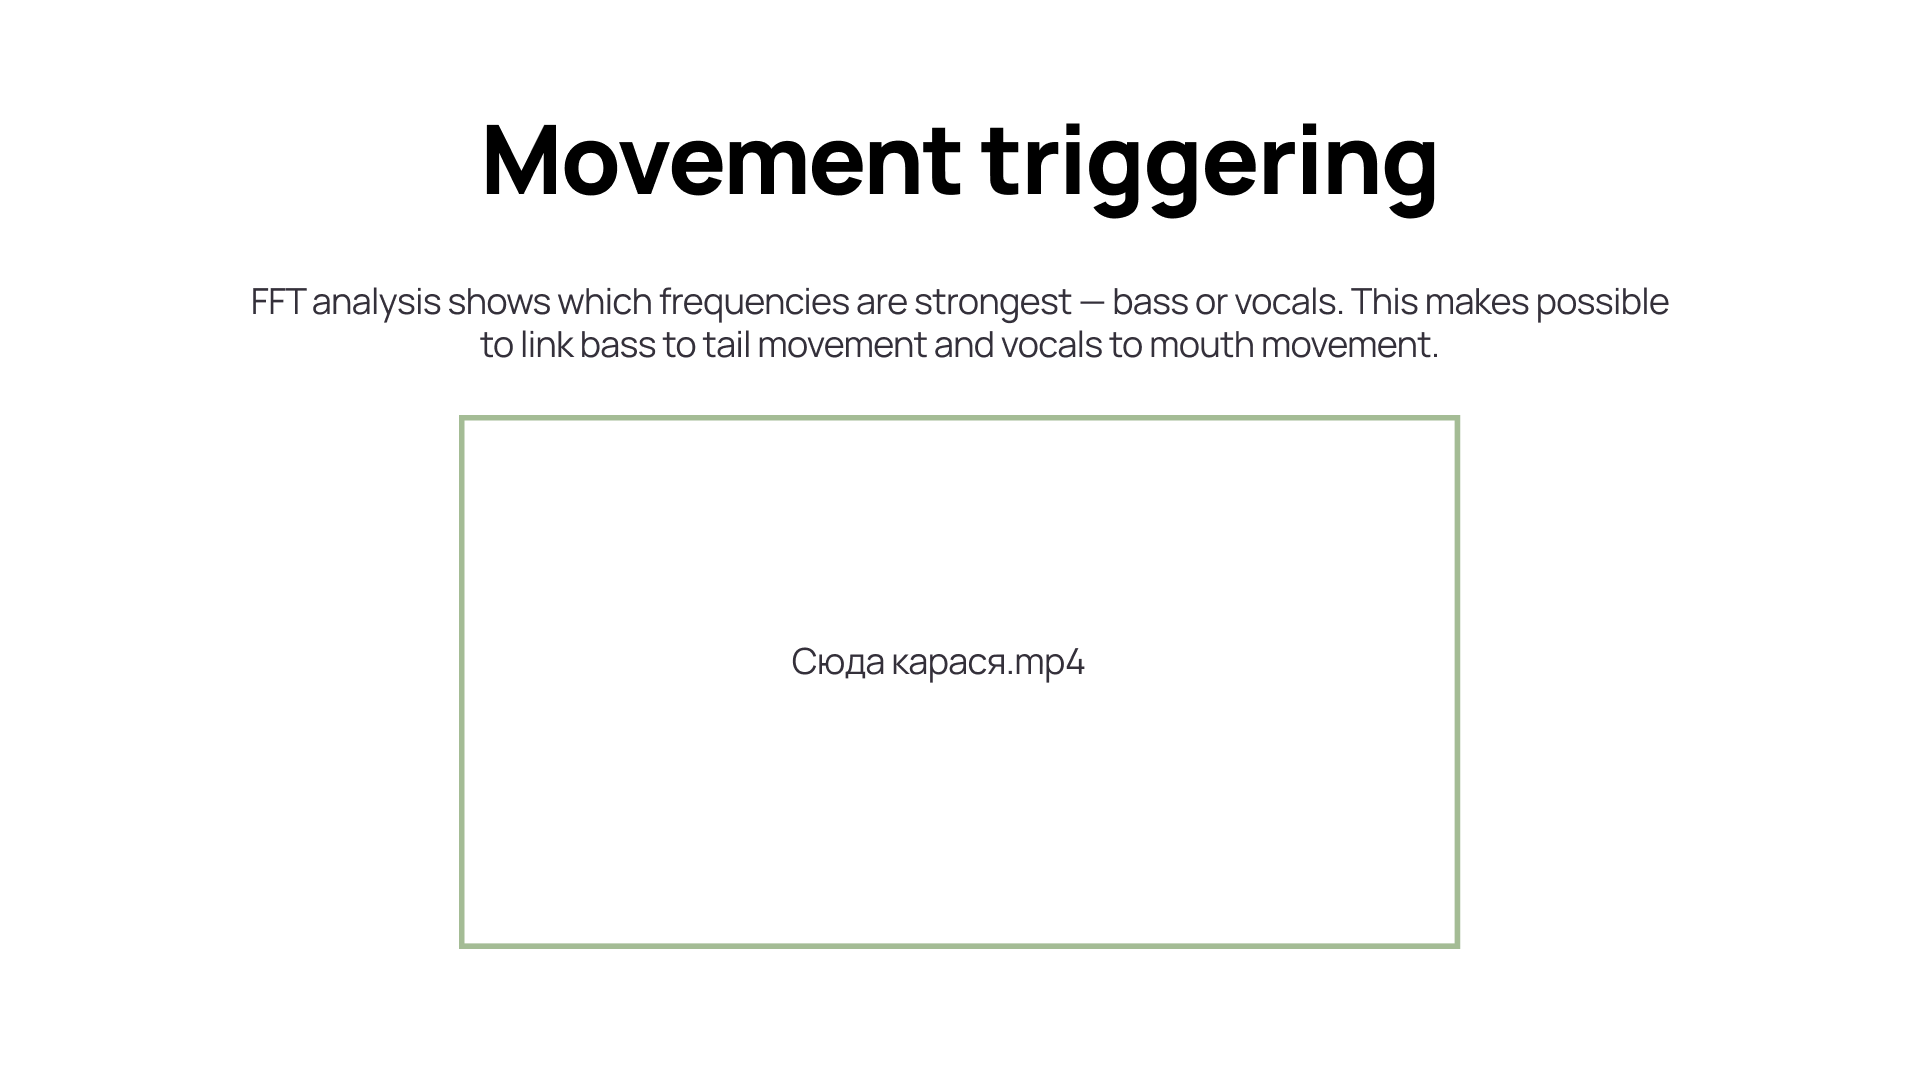 Movement triggering
FFT analysis shows which frequencies are strongest — bass or vocals. This makes possible
to link bass to tail movement and vocals to mouth movement.
Сюда карася.mp4